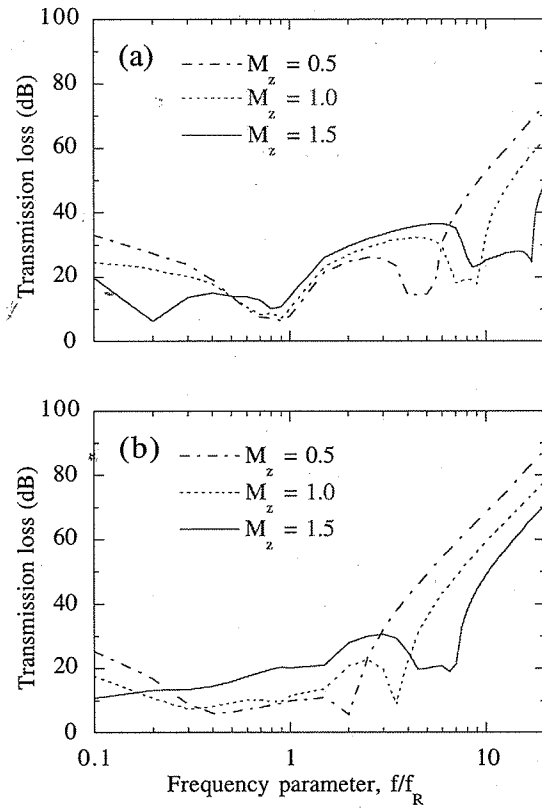 100
80
60
40
20
0
Transmission loss (dB)
(a)
M_z = 0.5
M_z = 1.0
M_z = 1.5
100
80
60
40
20
0
Transmission loss (dB)
(b)
M_z = 0.5
M_z = 1.0
M_z = 1.5
0.1 1 10
Frequency parameter, f/f_R